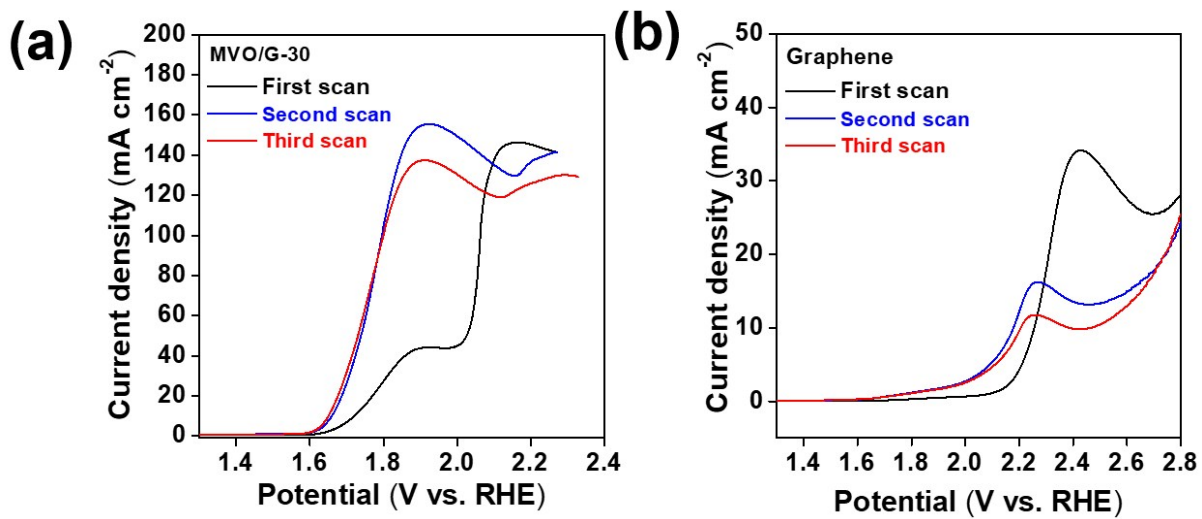 (a)
MVO/G-30
First scan
Second scan
Third scan
200
180
160
140
120
100
80
60
40
20
0
Current density (mA cm-2)
1.4 1.6 1.8 2.0 2.2 2.4
Potential (V vs. RHE)
(b)
Graphene
First scan
Second scan
Third scan
50
40
30
20
10
0
Current density (mA cm-2)
1.4 1.6 1.8 2.0 2.2 2.4 2.6 2.8
Potential (V vs. RHE)